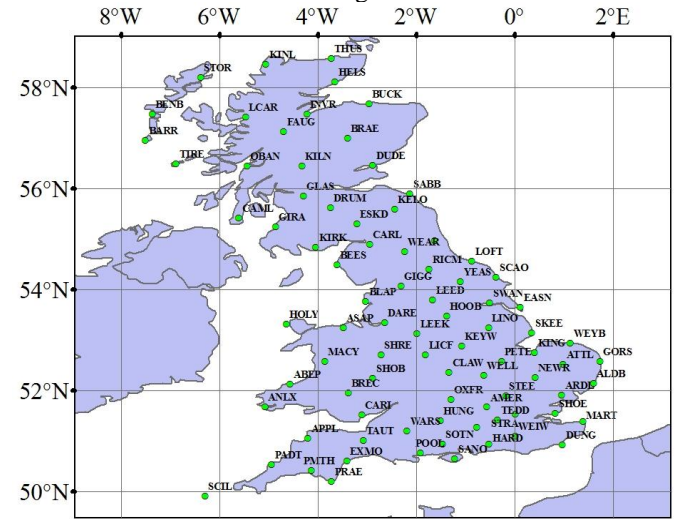 8°W 6°W 4°W 2°W 0° 2°E
THUS
KINL
STOR
HELS
58°N
BUCK
BENB
LCAR
INVR
FAUG
BARR
BRAE
TIRE
OBAN
KILN
DUDE
56°N
SABB
GLAS
DRUM
KELO
CAML
ESKD
GIRA
KIRK
CARL
WEAR
LOFT
BEES
RICM
SCAO
GIGG
YEAS
54°N
BLAP
LEED
SWAN
EASN
HOOB
HOLY
ASAP
DARE
LINO
LEEK
SKEE
WEYB
MACY
SHRE
LICF
KEYW
PETE
KING
ATTL
GORS
SHOB
CLAW
WELL
NEWR
ALDB
52°N
ABEP
BREC
OXFR
STEE
ARDL
ANLX
CARI
HUNG
AMER
SHOE
APPL
TAUT
WARS
STRA
TEDD
MART
SOTN
WEIW
POOL
HARD
DUNG
PADT
PMTH
EXMO
SANO
PRAE
50°N
SCIL